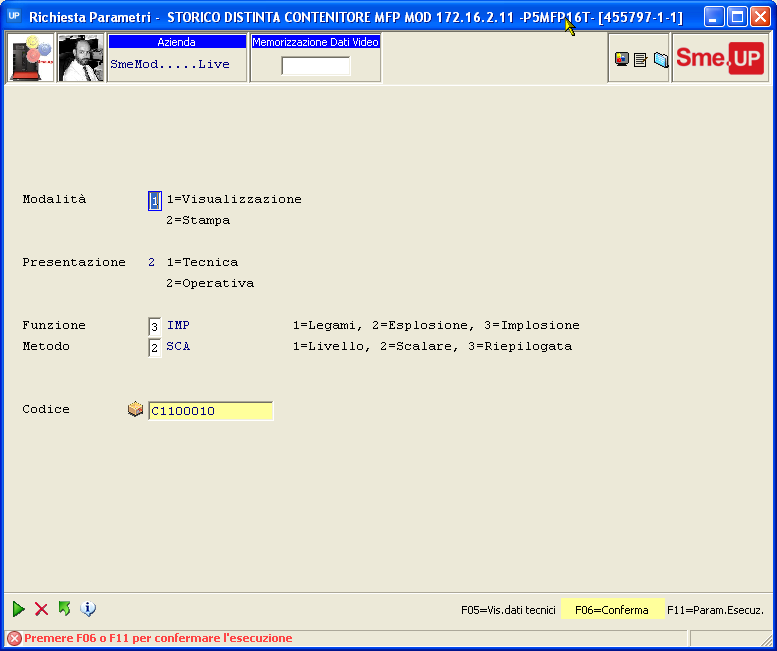 UP Richiesta Parametri - STORICO DISTINTA CONTENITORE MFP MOD 172.16.2.11 -P5MFP16T- [455797-1-1]
Azienda
SmeMod.....Live
Memorizzazione Dati Video
Sme.UP
Modalità 1 1=Visualizzazione
2=Stampa
Presentazione 2 1=Tecnica
2=Operativa
Funzione 3 IMP 1=Legami, 2=Esplosione, 3=Implosione
Metodo 2 SCA 1=Livello, 2=Scalare, 3=Riepilogata
Codice C1100010
F05=Vis.dati tecnici F06=Conferma F11=Param.Esecuz.
Premere F06 o F11 per confermare l'esecuzione